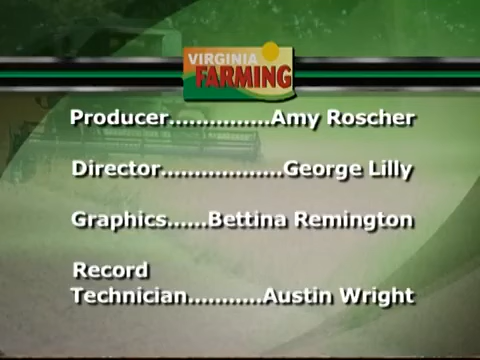 VIRGINIA
FARMING
Producer...............Amy Roscher
Director..................George Lilly
Graphics......Bettina Remington
Record
Technician...........Austin Wright